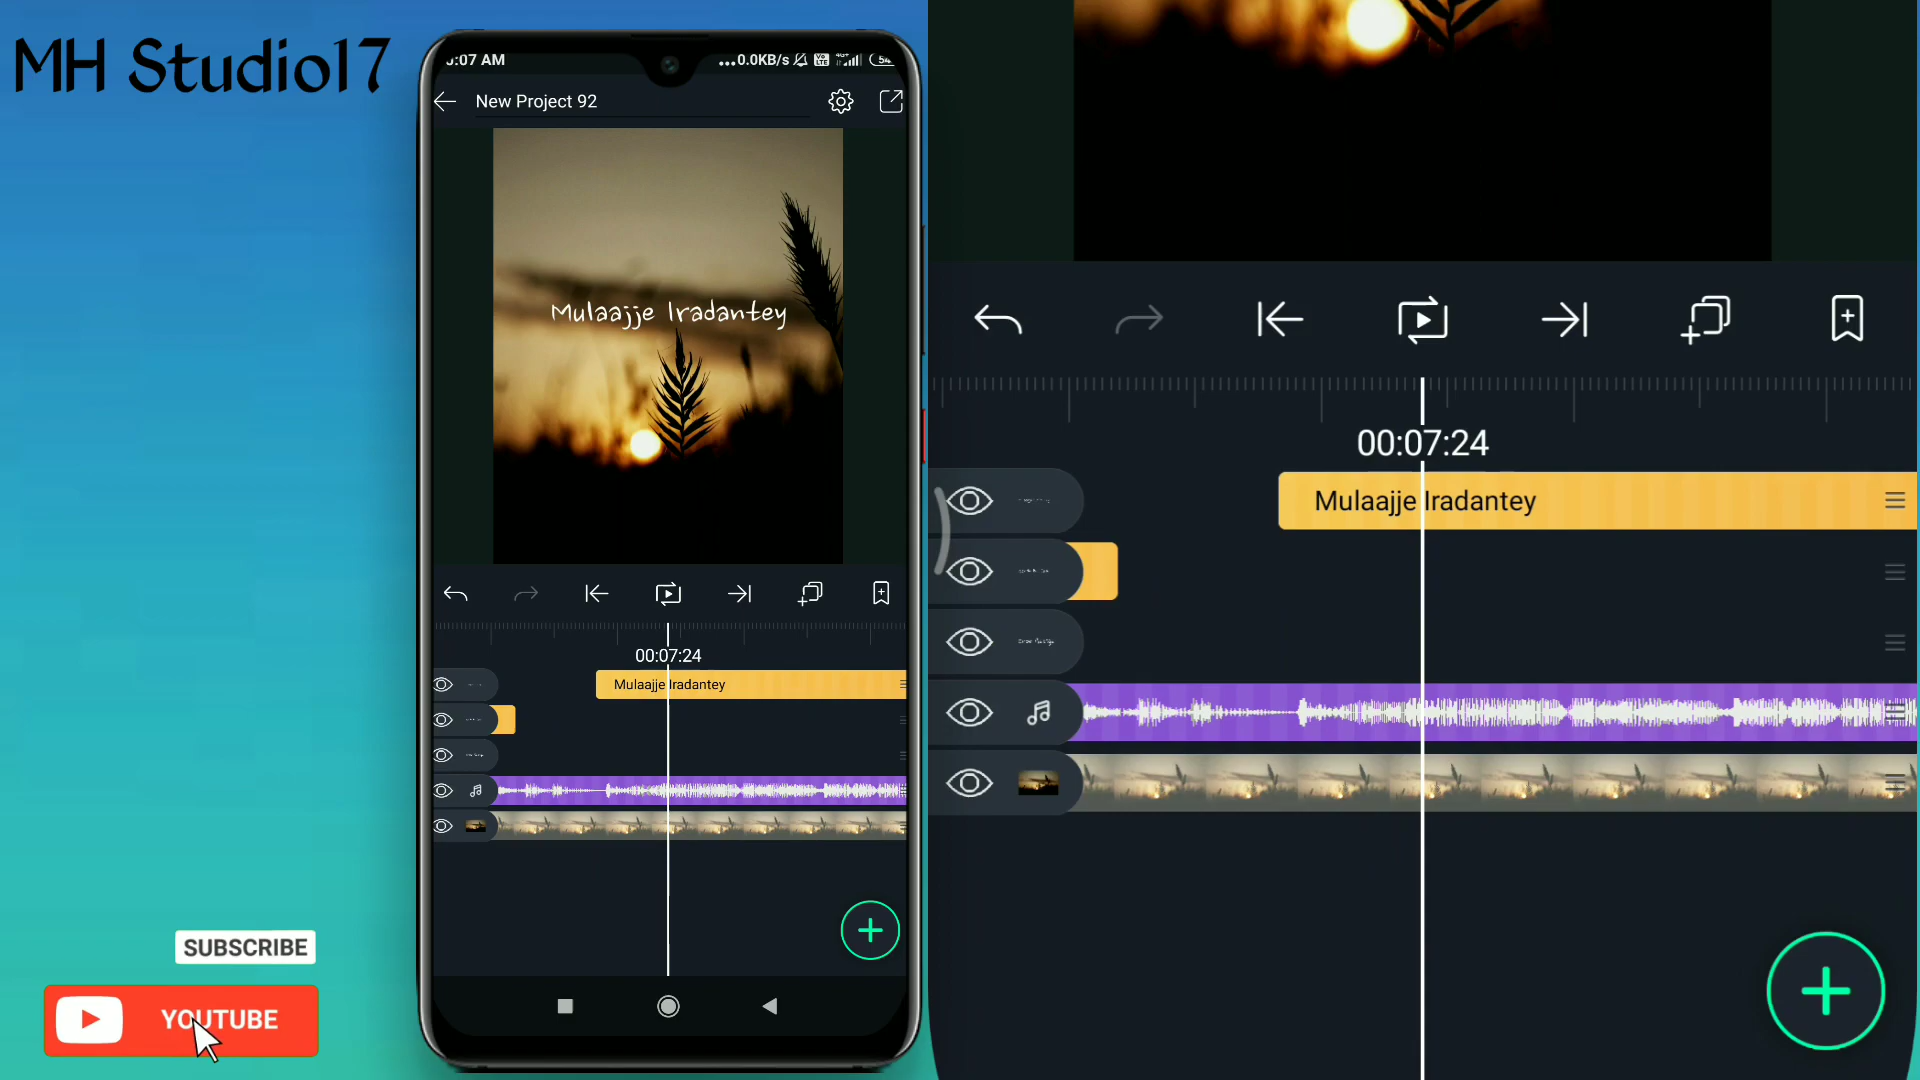 MH Studio17
:07 AM
...0.0KB/s
54
New Project 92
Mulaajje Iradantey
00:07:24
Mulaajje Iradantey
00:07:24
Mulaajje Iradantey
SUBSCRIBE
YOUTUBE